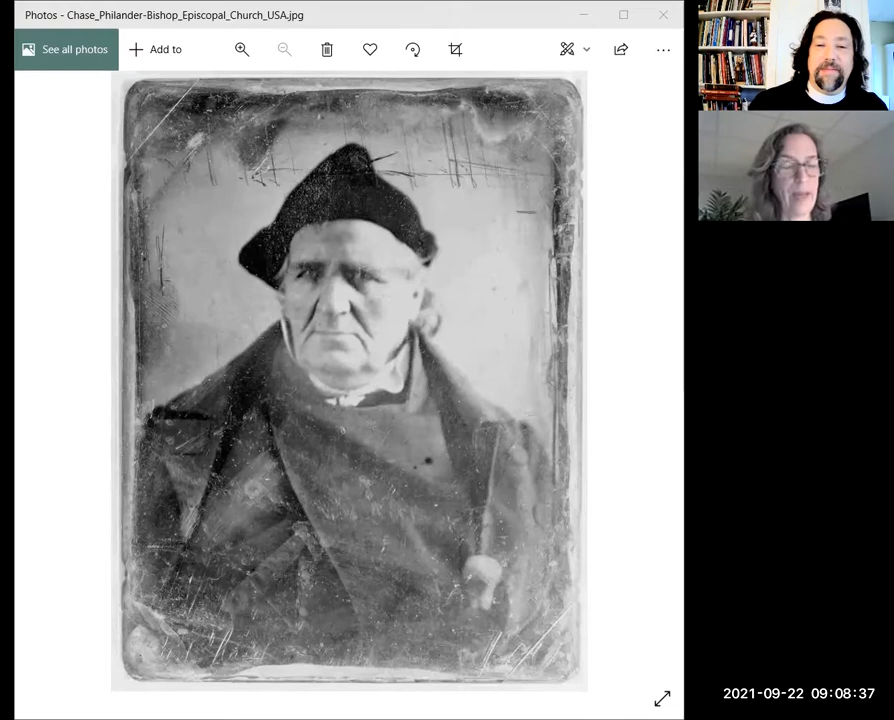 Photos - Chase_Philander-Bishop_Episcopal_Church_USA.jpg
See all photos
Add to
2021-09-22 09:08:37